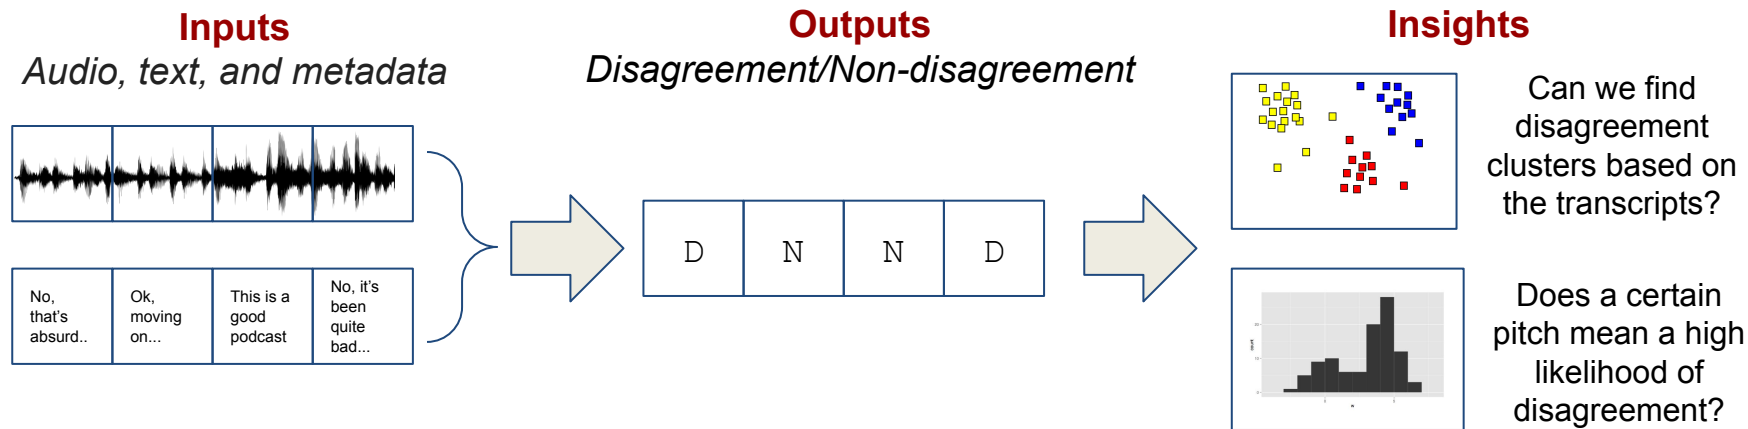 Inputs
Audio, text, and metadata
No,
that's
absurd..
Ok,
moving
on...
This is a
good
podcast
No, it's
been
quite
bad...
Outputs
Disagreement/Non-disagreement
D N N D
Insights
Can we find
disagreement
clusters based on
the transcripts?
Does a certain
pitch mean a high
likelihood of
disagreement?
count